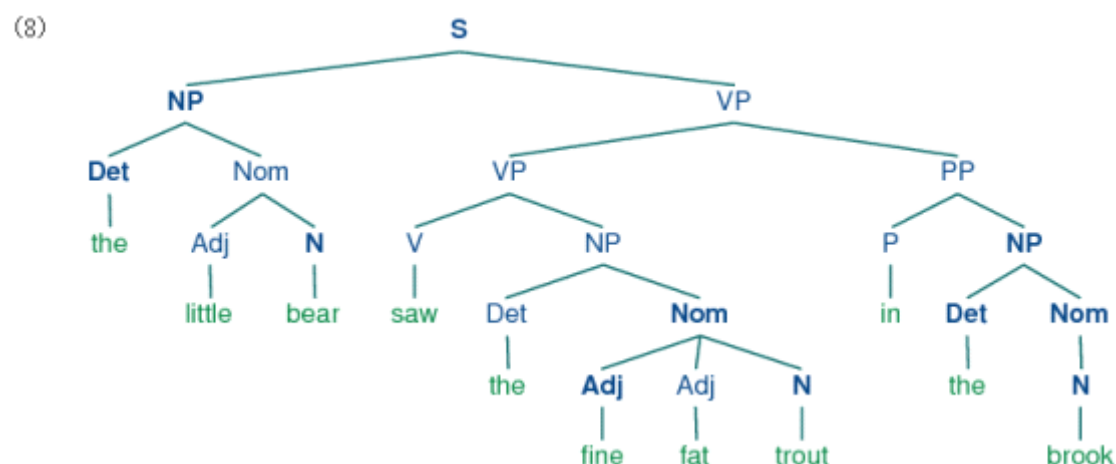 (8) S
NP VP
Det Nom VP PP
the Adj N V NP P NP
little bear saw Det Nom in Det Nom
the Adj Adj N the N
fine fat trout brook